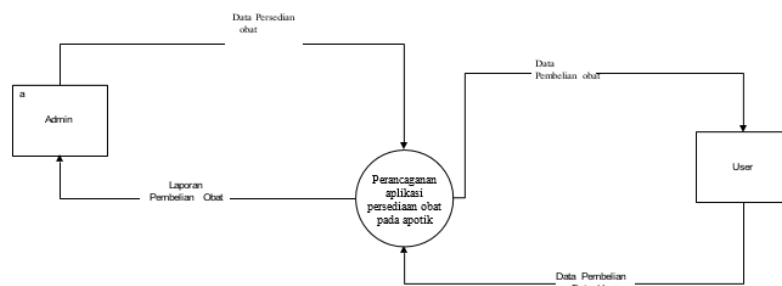 Data Persedian
obat
a
Admin
Data
Pembelian obat
User
Laporan
Pembelian Obat
Perancaganan
aplikasi
persediaan obat
pada apotik
Data Pembelian